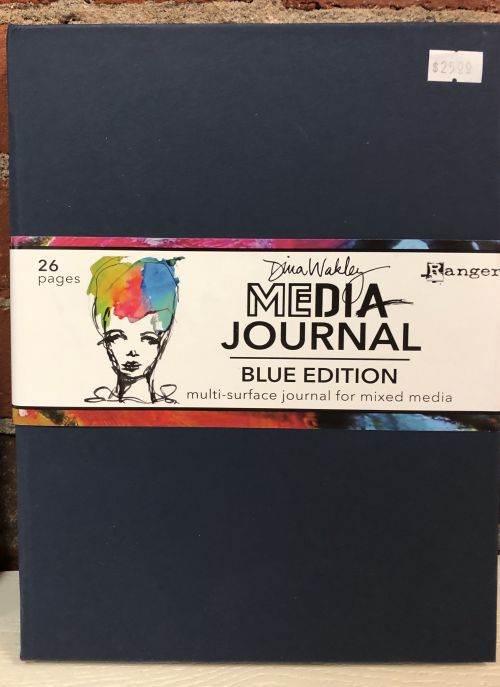 $25.99
26
pages
Dina Wakley
MEDIA
Ranger
JOURNAL
BLUE EDITION
multi-surface journal for mixed media